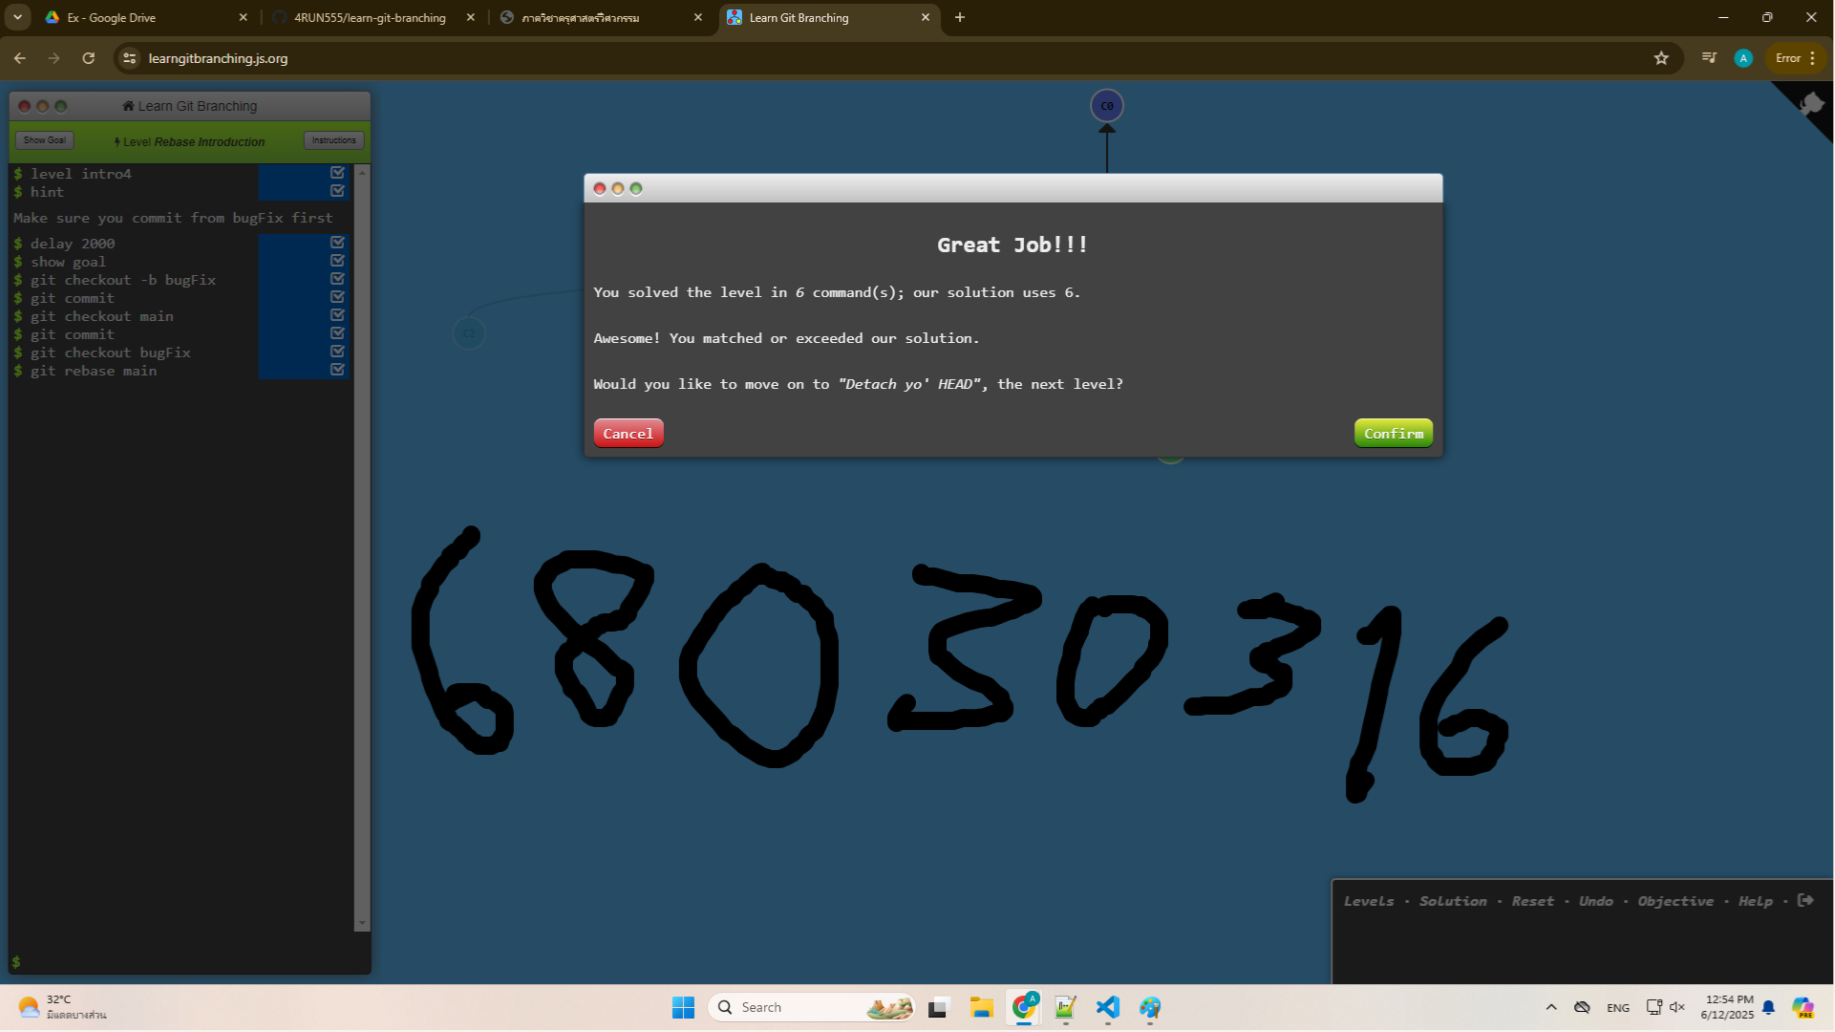 Ex - Google Drive
4RUN555/learn-git-branching
ภาควิชาครุศาสตร์วิศวกรรม
Learn Git Branching
learngitbranching.js.org
A
Error
Learn Git Branching
Show Goal
Level Rebase Introduction
Instructions
$ level intro4
$ hint
Make sure you commit from bugFix first
$ delay 2000
$ show goal
$ git checkout -b bugFix
$ git commit
$ git checkout main
$ git commit
$ git checkout bugFix
$ git rebase main
$
C0
C2
Great Job!!!
You solved the level in 6 command(s); our solution uses 6.
Awesome! You matched or exceeded our solution.
Would you like to move on to "Detach yo' HEAD", the next level?
Cancel
Confirm
68030316
Levels · Solution · Reset · Undo · Objective · Help ·
32°C
มีแดดบางส่วน
Search
A
ENG
12:54 PM
6/12/2025
PRE